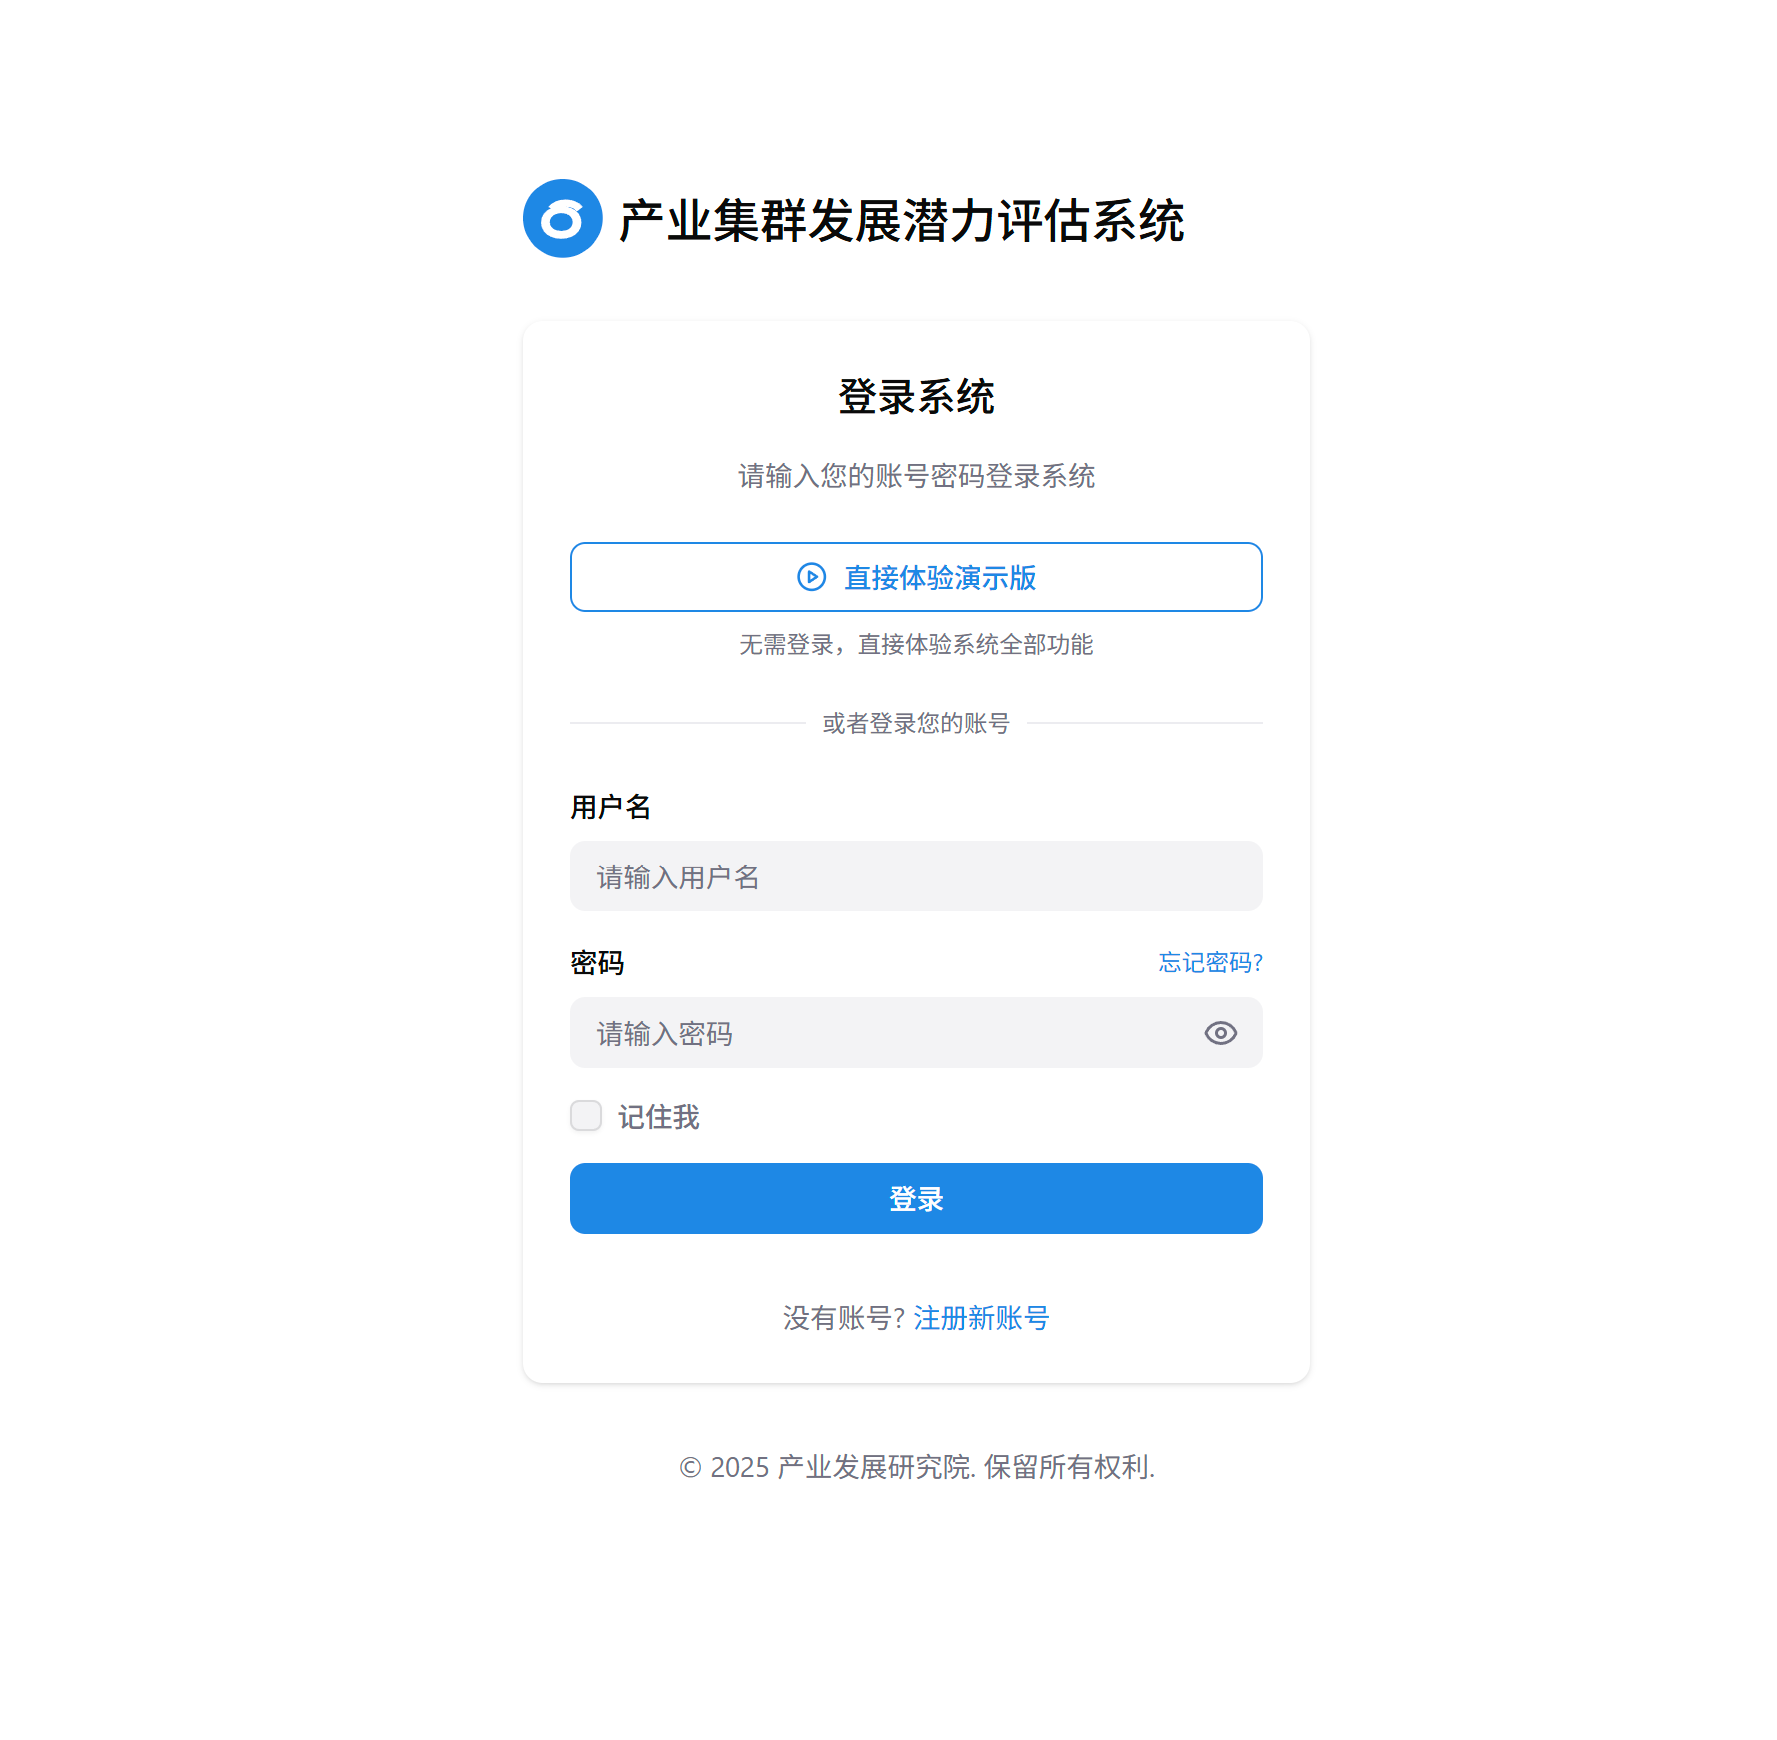 产业集群发展潜力评估系统
登录系统
请输入您的账号密码登录系统
直接体验演示版
无需登录，直接体验系统全部功能
或者登录您的账号
用户名
请输入用户名
密码
忘记密码?
请输入密码
记住我
登录
没有账号? 注册新账号
© 2025 产业发展研究院. 保留所有权利.